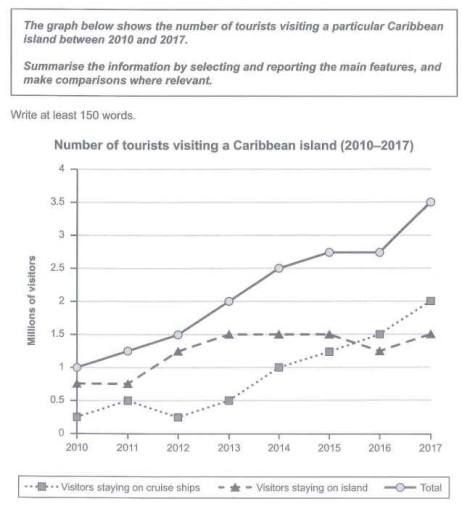 The graph below shows the number of tourists visiting a particular Caribbean
island between 2010 and 2017.
Summarise the information by selecting and reporting the main features, and
make comparisons where relevant.
Write at least 150 words.
Number of tourists visiting a Caribbean island (2010–2017)
Millions of visitors
4
3.5
3
2.5
2
1.5
1
0.5
0
2010 2011 2012 2013 2014 2015 2016 2017
Visitors staying on cruise ships Visitors staying on island Total